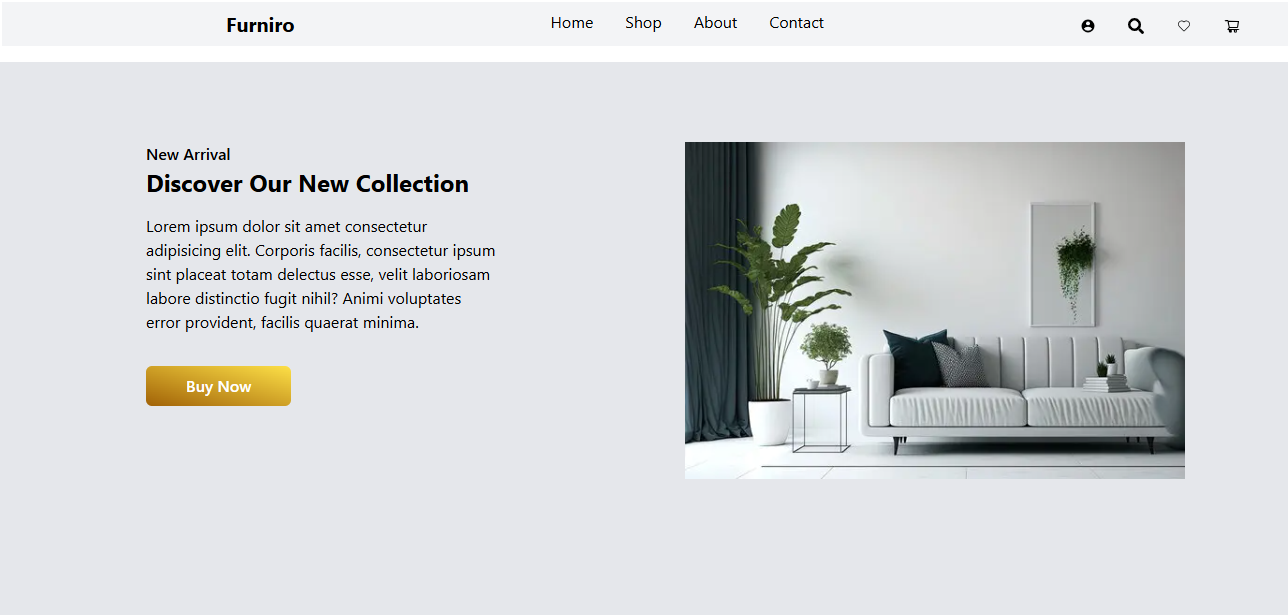 Furniro
Home Shop About Contact
New Arrival
Discover Our New Collection
Lorem ipsum dolor sit amet consectetur
adipisicing elit. Corporis facilis, consectetur ipsum
sint placeat totam delectus esse, velit laboriosam
labore distinctio fugit nihil? Animi voluptates
error provident, facilis quaerat minima.
Buy Now